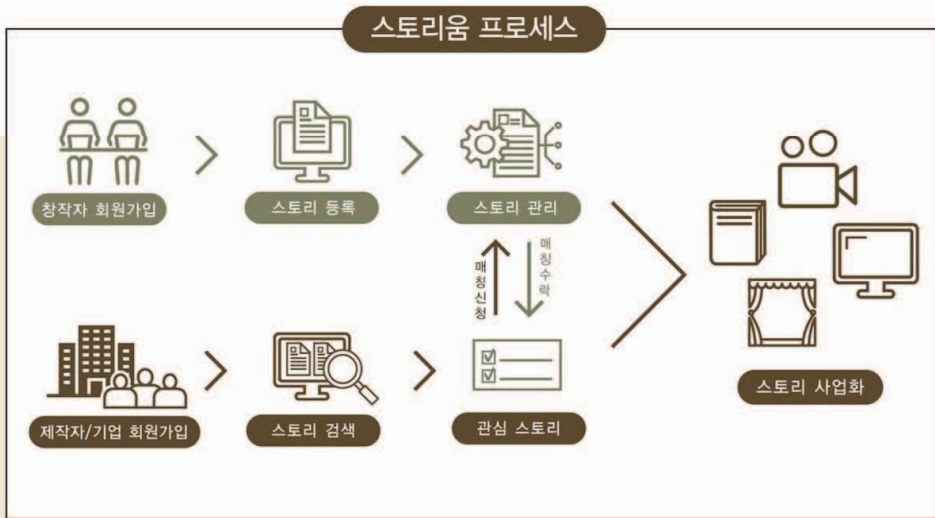 스토리움 프로세스
창작자 회원가입
스토리 등록
스토리 관리
매칭신청
매칭수락
제작자/기업 회원가입
스토리 검색
관심 스토리
스토리 사업화